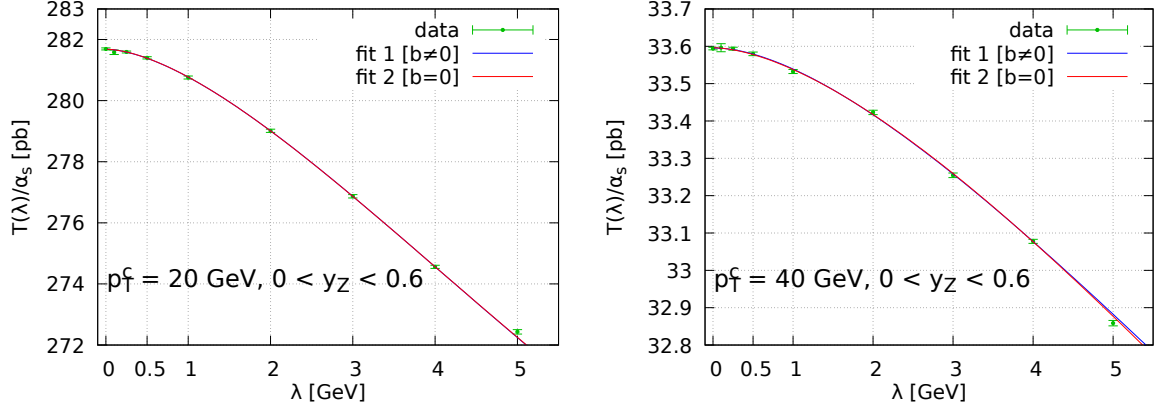 283
282
280
278
276
274
272
T(λ)/αs [pb]
data
fit 1 [b≠0]
fit 2 [b=0]
pTc = 20 GeV, 0 < yZ < 0.6
0 0.5 1 2 3 4 5
λ [GeV]
33.7
33.6
33.5
33.4
33.3
33.2
33.1
33
32.9
32.8
T(λ)/αs [pb]
data
fit 1 [b≠0]
fit 2 [b=0]
pTc = 40 GeV, 0 < yZ < 0.6
0 0.5 1 2 3 4 5
λ [GeV]